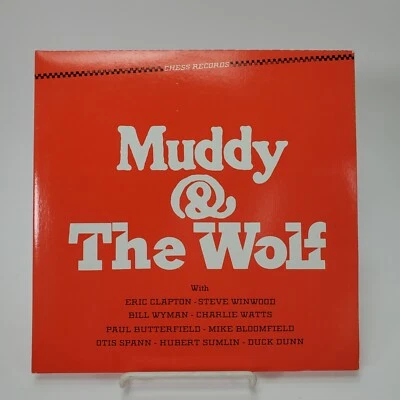 CHESS RECORDS
Muddy
&
The Wolf
With
ERIC CLAPTON - STEVE WINWOOD
BILL WYMAN - CHARLIE WATTS
PAUL BUTTERFIELD - MIKE BLOOMFIELD
OTIS SPANN - HUBERT SUMLIN - DUCK DUNN